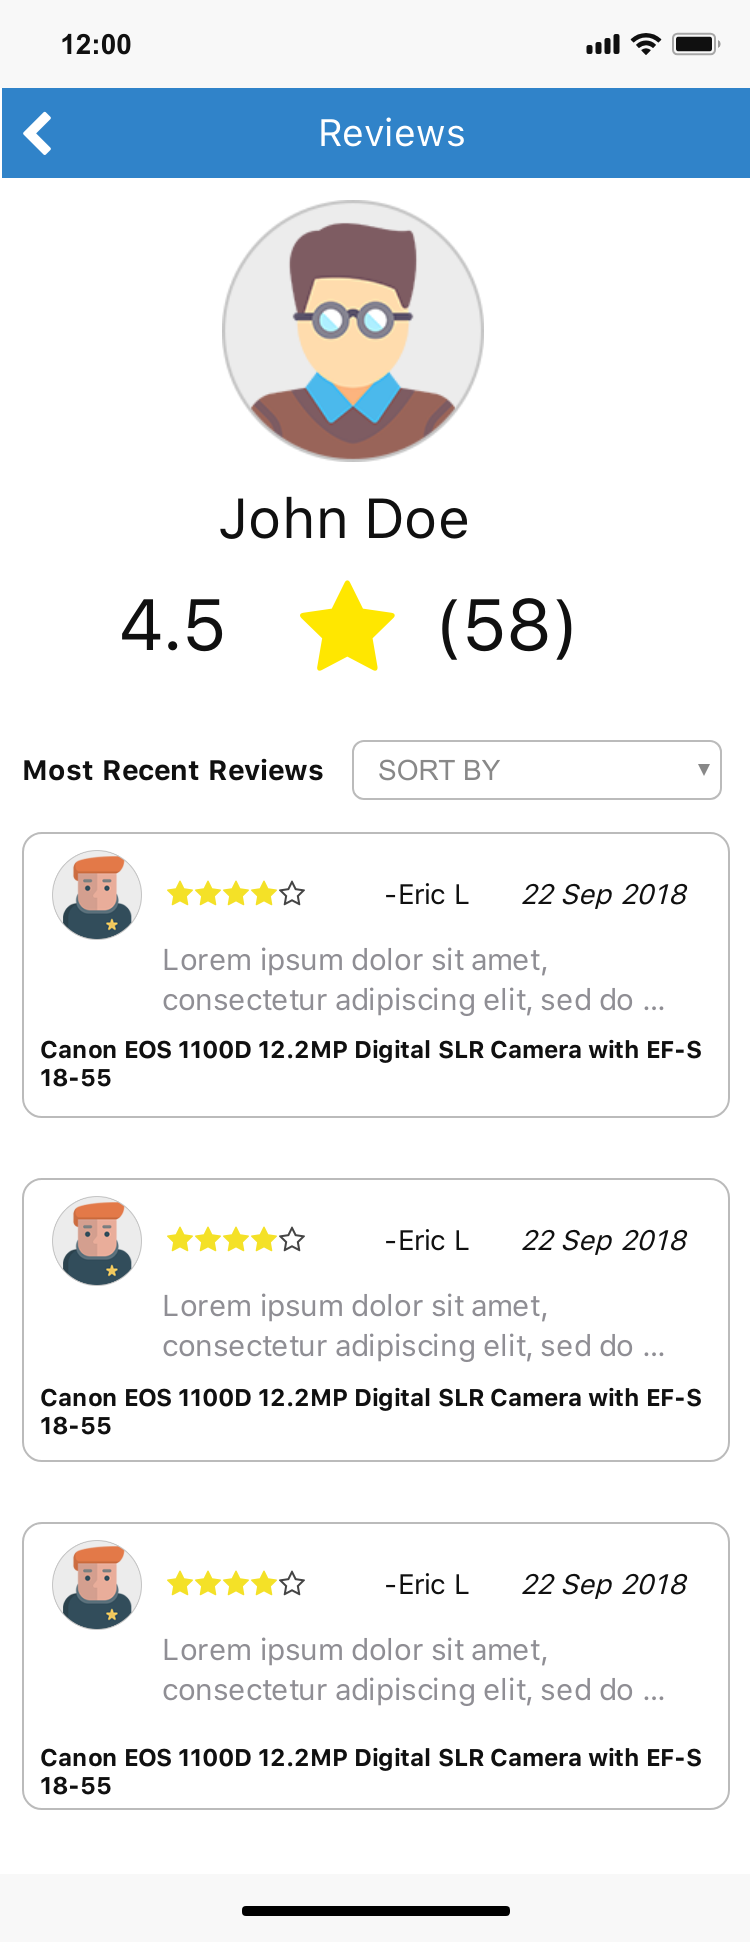 12:00
Reviews
John Doe
4.5 (58)
Most Recent Reviews SORT BY
-Eric L 22 Sep 2018
Lorem ipsum dolor sit amet,
consectetur adipiscing elit, sed do ...
Canon EOS 1100D 12.2MP Digital SLR Camera with EF-S
18-55
-Eric L 22 Sep 2018
Lorem ipsum dolor sit amet,
consectetur adipiscing elit, sed do ...
Canon EOS 1100D 12.2MP Digital SLR Camera with EF-S
18-55
-Eric L 22 Sep 2018
Lorem ipsum dolor sit amet,
consectetur adipiscing elit, sed do ...
Canon EOS 1100D 12.2MP Digital SLR Camera with EF-S
18-55